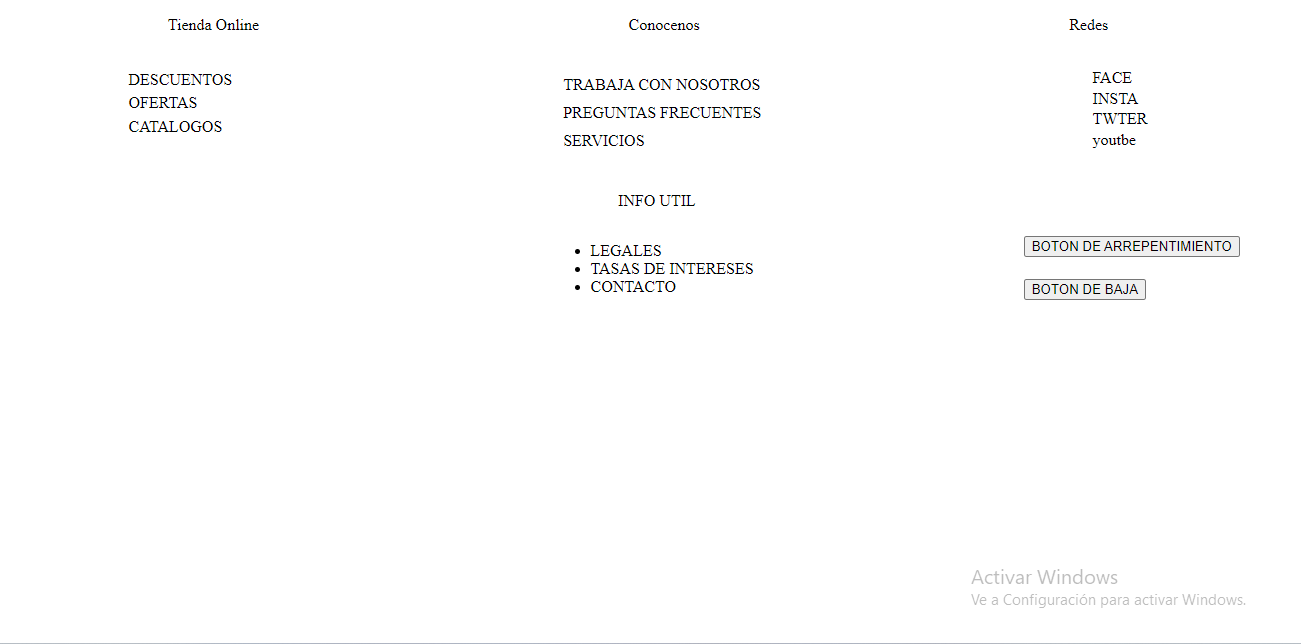 Tienda Online
Conocenos
Redes
DESCUENTOS
OFERTAS
CATALOGOS
TRABAJA CON NOSOTROS
PREGUNTAS FRECUENTES
SERVICIOS
FACE
INSTA
TWTER
youtbe
INFO UTIL
LEGALES
TASAS DE INTERESES
CONTACTO
BOTON DE ARREPENTIMIENTO
BOTON DE BAJA
Activar Windows
Ve a Configuración para activar Windows.